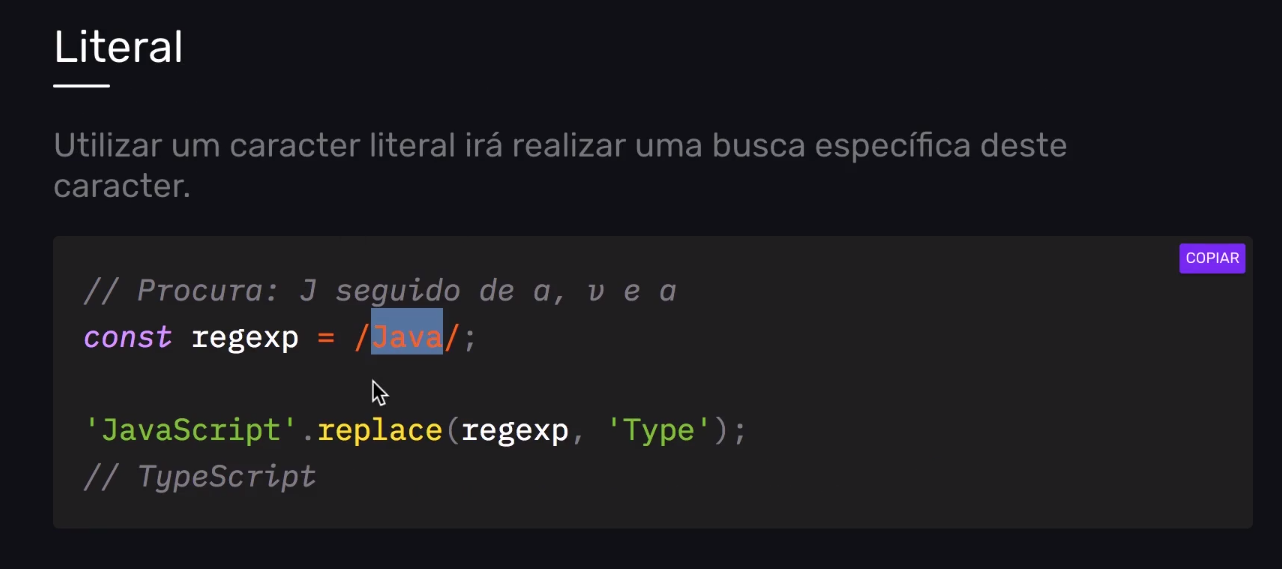 Literal
Utilizar um caracter literal irá realizar uma busca específica deste
caracter.
COPIAR
// Procura: J seguido de a, v e a
const regexp = /Java/;
'JavaScript'.replace(regexp, 'Type');
// TypeScript